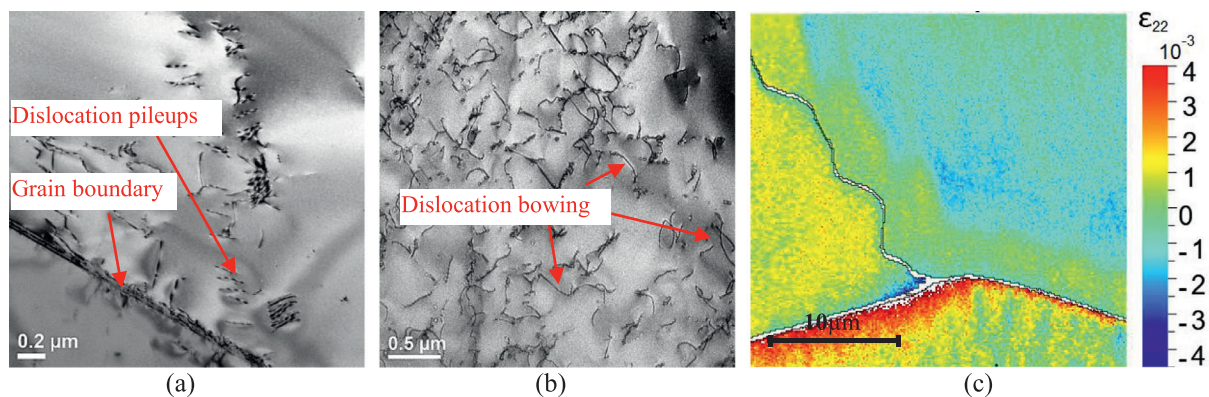 Dislocation pileups
Grain boundary
0.2 μm
(a)
Dislocation bowing
0.5 μm
(b)
10μm
(c)
ε22
10-3
4
3
2
1
0
-1
-2
-3
-4